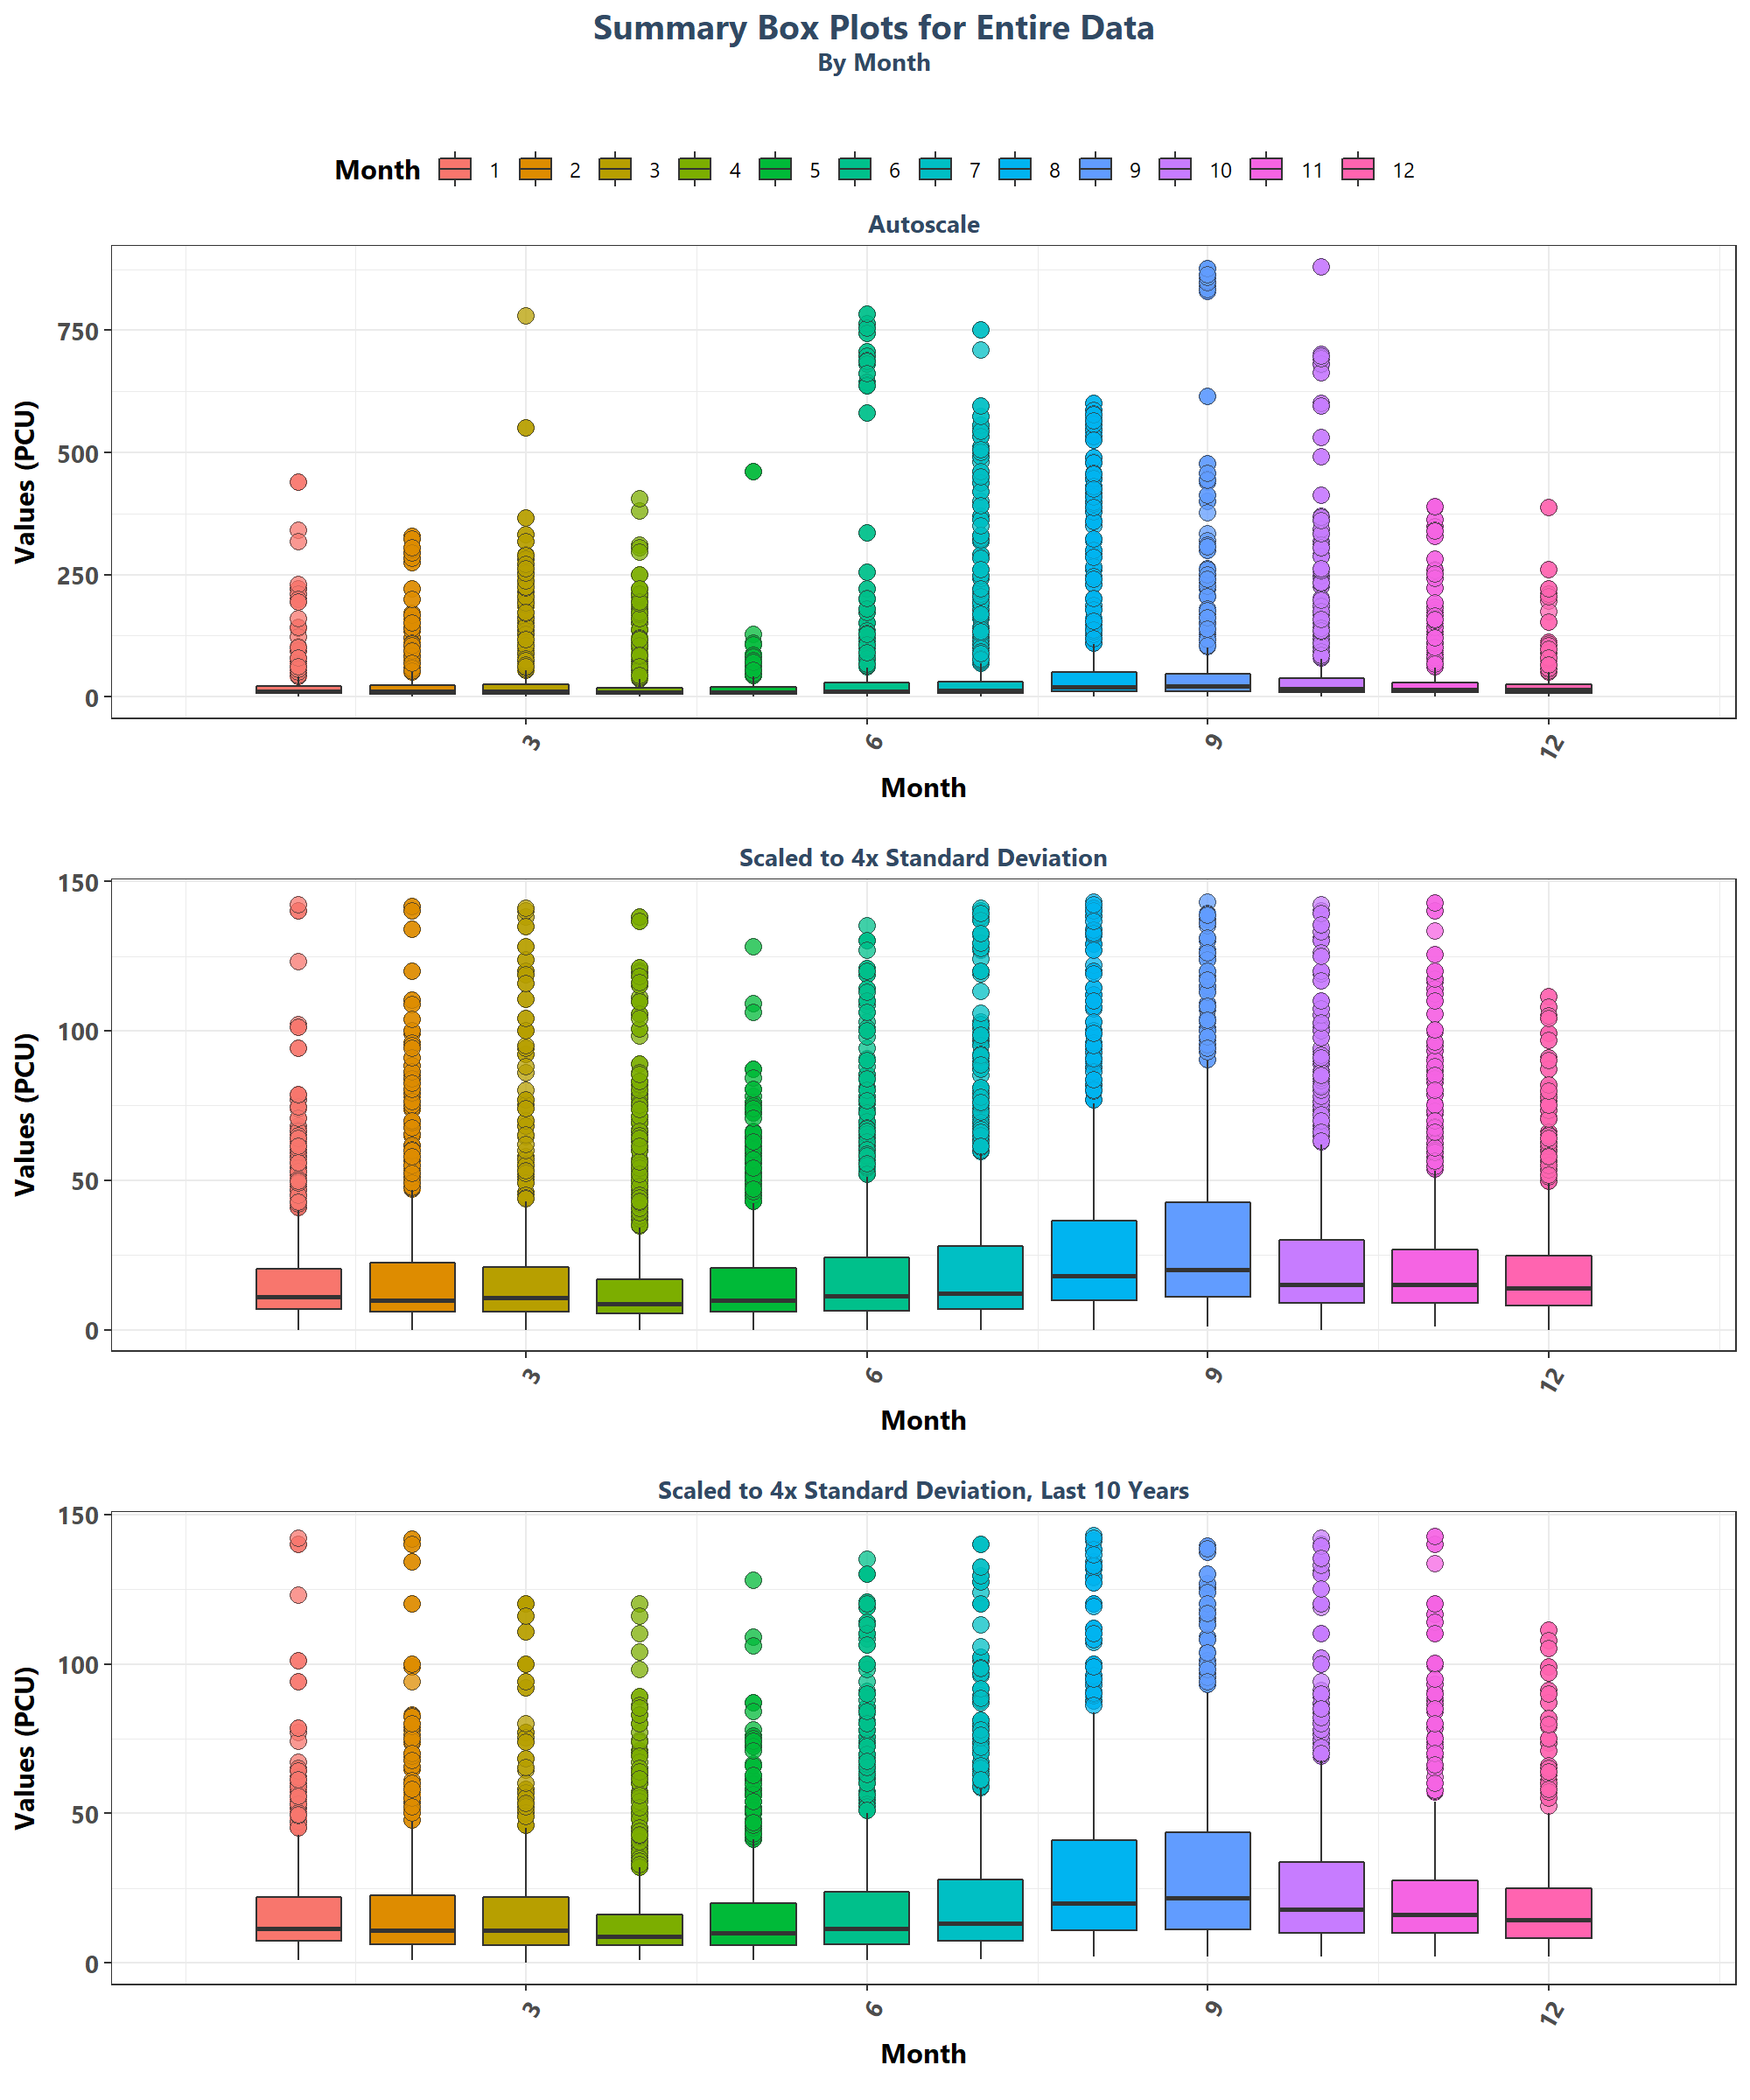 Summary Box Plots for Entire Data
By Month
Month 1 2 3 4 5 6 7 8 9 10 11 12
Autoscale
Values (PCU)
750
500
250
0
3 6 9 12
Month
Scaled to 4x Standard Deviation
Values (PCU)
150
100
50
0
3 6 9 12
Month
Scaled to 4x Standard Deviation, Last 10 Years
Values (PCU)
150
100
50
0
3 6 9 12
Month